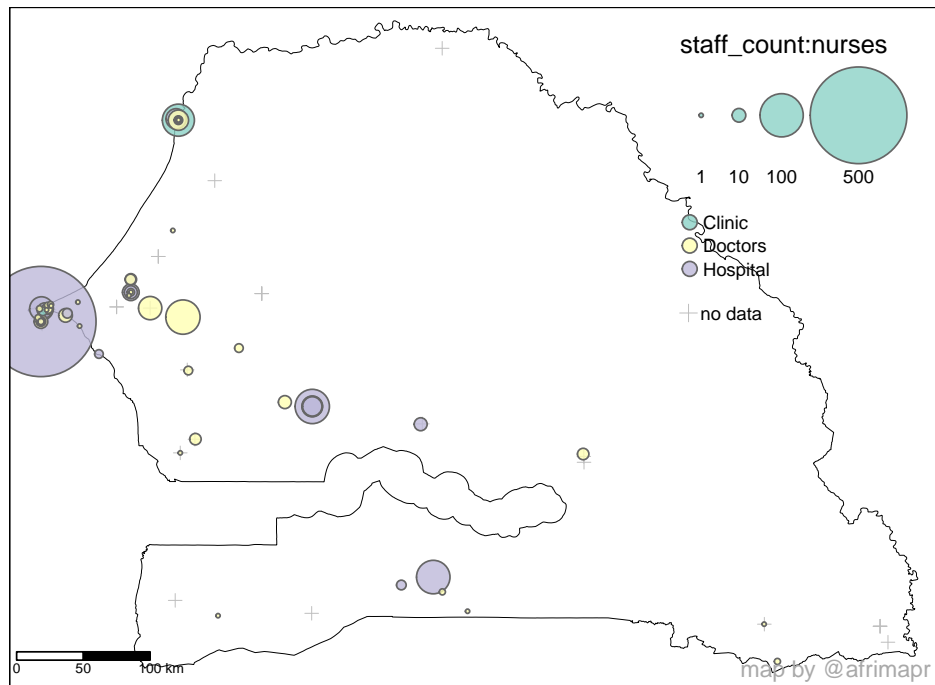 staff_count:nurses
1 10 100 500
Clinic
Doctors
Hospital
no data
0 50 100 km
map by @afrimapr